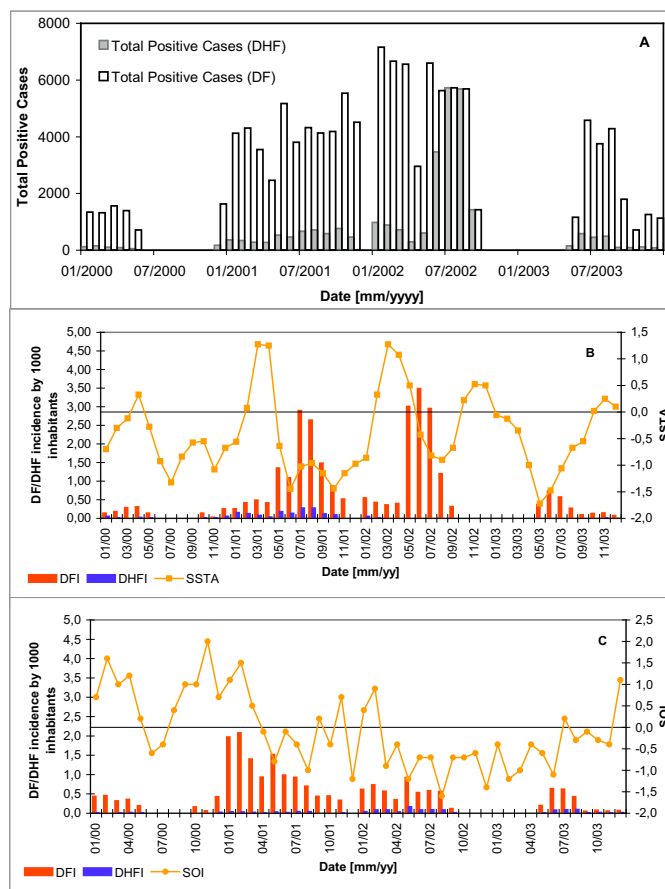 8000
6000
4000
2000
0
Total Positive Cases
Total Positive Cases (DHF)
Total Positive Cases (DF)
A
01/2000 07/2000 01/2001 07/2001 01/2002 07/2002 01/2003 07/2003
Date [mm/yyyy]
B
DF/DHF incidence by 1000
inhabitants
5,00
4,50
4,00
3,50
3,00
2,50
2,00
1,50
1,00
0,50
0,00
1,5
1,0
0,5
0,0
-0,5
-1,0
-1,5
-2,0
SSTA
01/00 03/00 05/00 07/00 09/00 11/00 01/01 03/01 05/01 07/01 09/01 11/01 01/02 03/02 05/02 07/02 09/02 11/02 01/03 03/03 05/03 07/03 09/03 11/03
Date [mm/yy]
DFI DHFI SSTA
C
DF/DHF incidence by 1000
inhabitants
5,0
4,5
4,0
3,5
3,0
2,5
2,0
1,5
1,0
0,5
0,0
2,5
2,0
1,5
1,0
0,5
0,0
-0,5
-1,0
-1,5
-2,0
SOI
01/00 04/00 07/00 10/00 01/01 04/01 07/01 10/01 01/02 04/02 07/02 10/02 01/03 04/03 07/03 10/03
Date [mm/yy]
DFI DHFI SOI